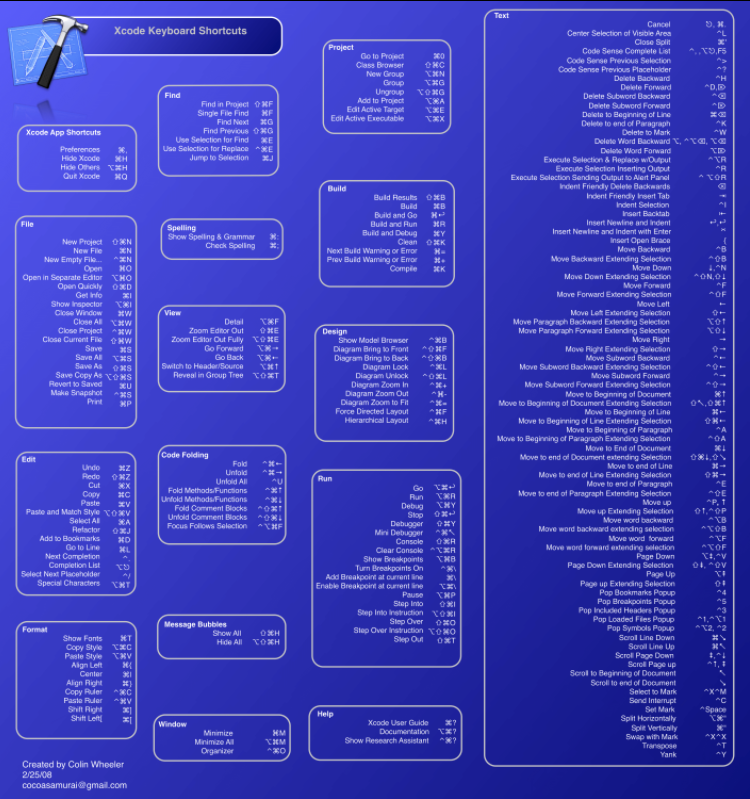 Xcode Keyboard Shortcuts
Xcode App Shortcuts
Preferences ⌘,
Hide Xcode ⌘H
Hide Others ⌥⌘H
Quit Xcode ⌘Q
File
New Project ⇧⌘N
New File ⌘N
New Empty File... ^⌘N
Open ⌘O
Open in Separate Editor ⌥⌘O
Open Quickly ⇧⌘D
Get Info ⌘I
Show Inspector ⌥⌘I
Close Window ⌘W
Close All ⌥⌘W
Close Project ^⌘W
Close Current File ⇧⌘W
Save ⌘S
Save All ⌥⌘S
Save As ⇧⌘S
Save Copy As ⌥⇧⌘S
Revert to Saved ⌘U
Make Snapshot ^⌘S
Print ⌘P
Edit
Undo ⌘Z
Redo ⇧⌘Z
Cut ⌘X
Copy ⌘C
Paste ⌘V
Paste and Match Style ⌥⇧⌘V
Select All ⌘A
Refactor ⇧⌘J
Add to Bookmarks ⌘D
Go to Line ⌘L
Next Completion ^.
Completion List ⌥⎋
Select Next Placeholder ^/
Special Characters ⌥⌘T
Format
Show Fonts ⌘T
Copy Style ⌥⌘C
Paste Style ⌥⌘V
Align Left ⌘{
Center ⌘|
Align Right ⌘}
Copy Ruler ^⌘C
Paste Ruler ^⌘V
Shift Right ⌘]
Shift Left[ ⌘[
Find
Find in Project ⇧⌘F
Single File Find ⌘F
Find Next ⌘G
Find Previous ⇧⌘G
Use Selection for Find ⌘E
Use Selection for Replace ^⌘E
Jump to Selection ⌘J
Spelling
Show Spelling & Grammar ⌘:
Check Spelling ⌘;
View
Detail ⌥⌘F
Zoom Editor Out ⇧⌘E
Zoom Editor Out Fully ⌥⇧⌘E
Go Forward ⌥⌘→
Go Back ⌥⌘←
Switch to Header/Source ⌥⌘↑
Reveal in Group Tree ⌥⇧⌘T
Code Folding
Fold ^⌘←
Unfold ^⌘→
Unfold All ^U
Fold Methods/Functions ^⌘↑
Unfold Methods/Functions ^⌘↓
Fold Comment Blocks ^⇧⌘↑
Unfold Comment Blocks ^⇧⌘↓
Focus Follows Selection ^⌥⌘F
Message Bubbles
Show All ⇧⌘H
Hide All ⌥⇧⌘H
Window
Minimize ⌘M
Minimize All ⌥⌘M
Organizer ^⌘O
Project
Go to Project ⌘0
Class Browser ⇧⌘C
New Group ⌥⌘N
Group ⌥⌘G
Ungroup ⌥⇧⌘G
Add to Project ⌥⌘A
Edit Active Target ⌥⌘E
Edit Active Executable ⌥⌘X
Build
Build Results ⇧⌘B
Build ⌘B
Build and Go ⌘↩
Build and Run ⌘R
Build and Debug ⌘Y
Clean ⇧⌘K
Next Build Warning or Error ⌘=
Prev Build Warning or Error ⌘+
Compile ⌘K
Design
Show Model Browser ^⌘B
Diagram Bring to Front ^⇧⌘F
Diagram Bring to Back ^⇧⌘B
Diagram Lock ^⌘L
Diagram Unlock ^⇧⌘L
Diagram Zoom In ^⌘+
Diagram Zoom Out ^⌘-
Diagram Zoom to Fit ^⌘=
Force Directed Layout ^⌘F
Hierarchical Layout ^⌘H
Run
Go ⌥⌘↩
Run ⌥⌘R
Debug ⌥⌘Y
Stop ⇧⌘↩
Debugger ⇧⌘Y
Mini Debugger ^⌘↖
Console ⇧⌘R
Clear Console ^⌥⌘R
Show Breakpoints ⌥⌘B
Turn Breakpoints On ^⌘\
Add Breakpoint at current line ⌘\
Enable Breakpoint at current line ⌥⌘\
Pause ⌥⌘P
Step Into ⇧⌘I
Step Into Instruction ⌥⇧⌘I
Step Over ⇧⌘O
Step Over Instruction ⌥⇧⌘O
Step Out ⇧⌘T
Help
Xcode User Guide ⌘?
Documentation ⌥⌘?
Show Research Assistant ^⌘?
Text
Cancel ⎋, ⌘.
Center Selection of Visible Area ^L
Close Split ⌘'
Code Sense Complete List ^, ,⌥⎋,F5
Code Sense Previous Selection ^>
Code Sense Previous Placeholder ^?
Delete Backward ^H
Delete Forward ^D,⌦
Delete Subword Backward ^⌫
Delete Subword Forward ^⌦
Delete to Beginning of Line ⌘⌫
Delete to end of Paragraph ^K
Delete to Mark ^W
Delete Word Backward ⌥, ^⌥⌫, ⌥⌫
Delete Word Forward ⌥⌦
Execute Selection & Replace w/Output ^⌥R
Execute Selection Inserting Output ^R
Execute Selection Sending Output to Alert Panel ^⌥⇧R
Indent Friendly Delete Backwards ⌫
Indent Friendly Insert Tab ⇥
Indent Selection ^I
Insert Backtab ⇤
Insert Newline and Indent ↩,↩
Insert Newline and Indent with Enter ⌤
Insert Open Brace {
Move Backward ^B
Move Backward Extending Selection ^⇧B
Move Down ↓,^N
Move Down Extending Selection ^⇧N,⇧↓
Move Forward ^F
Move Forward Extending Selection ^⇧F
Move Left ←
Move Left Extending Selection ⇧←
Move Paragraph Backward Extending Selection ⌥⇧↑
Move Paragraph Forward Extending Selection ⌥⇧↓
Move Right →
Move Right Extending Selection ⇧→
Move Subword Backward ^←
Move Subword Backward Extending Selection ^⇧←
Move Subword Forward ^→
Move Subword Forward Extending Selection ^⇧→
Move to Beginning of Document ⌘↑
Move to Beginning of Document Extending Selection ⇧↖,⇧⌘↑
Move to Beginning of Line ⌘←
Move to Beginning of Line Extending Selection ⇧⌘←
Move to Beginning of Paragraph ^A
Move to Beginning of Paragraph Extending Selection ^⇧A
Move to End of Document ⌘↓
Move to end of Document extending Selection ⇧⌘↓,⇧↘
Move to end of Line ⌘→
Move to end of Line Extending Selection ⇧⌘→
Move to end of Paragraph ^E
Move to end of Paragraph Extending Selection ^⇧E
Move up ^P, ↑
Move up Extending Selection ⇧↑,^⇧P
Move word backward ^⌥B
Move word backward extending selection ^⌥⇧B
Move word forward ^⌥F
Move word forward extending selection ^⌥⇧F
Page Down ⌥⇟,^V
Page Down Extending Selection ⇧⇟, ^⇧V
Page Up ⌥⇞
Page up Extending Selection ⇧⇞
Pop Bookmarks Popup ^4
Pop Breakpoints Popup ^5
Pop Included Headers Popup ^3
Pop Loaded Files Popup ^1,^⌥1
Pop Symbols Popup ^⌥2, ^2
Scroll Line Down ⌘↘
Scroll Line Up ⌘↖
Scroll Page Down ⇟,^↓
Scroll Page up ^↑, ⇞
Scroll to Beginning of Document ↖
Scroll to end of Document ↘
Select to Mark ^X^M
Send Interrupt ^C
Set Mark ^Space
Split Horizontally ⌥⌘"
Split Vertically ⌘"
Swap with Mark ^X^X
Transpose ^T
Yank ^Y
Created by Colin Wheeler
2/25/08
cocoasamurai@gmail.com